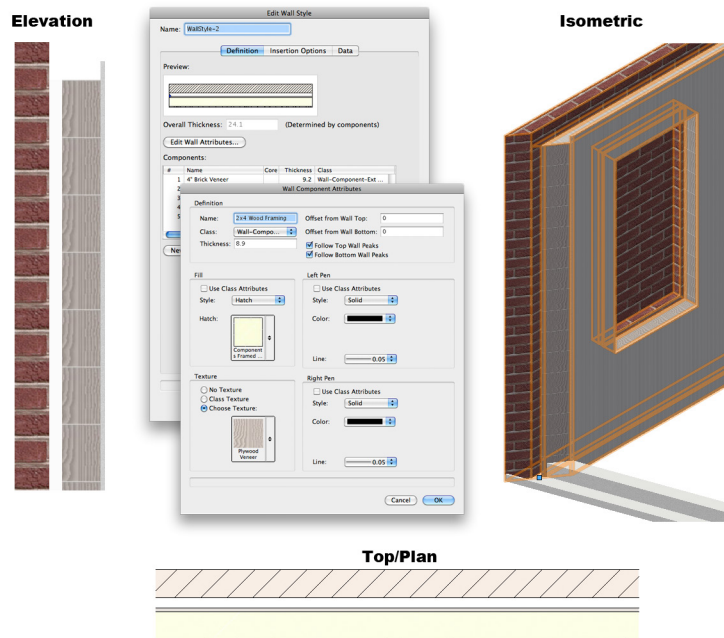 Elevation
Isometric
Edit Wall Style
Name: WallStyle-2
Definition Insertion Options Data
Preview:
Overall Thickness: 24.1 (Determined by components)
Edit Wall Attributes...
Components:
# Name Core Thickness Class
1 4" Brick Veneer 9.2 Wall-Component-Ext ...
2
3
4
5
Ne
Wall Component Attributes
Definition
Name: 2x4 Wood Framing Offset from Wall Top: 0
Class: Wall-Compo... Offset from Wall Bottom: 0
Thickness: 8.9 Follow Top Wall Peaks
Follow Bottom Wall Peaks
Fill Left Pen
Use Class Attributes Use Class Attributes
Style: Hatch Style: Solid
Hatch: Color:
Component
s Framed ...
Line: 0.05
Texture Right Pen
No Texture Use Class Attributes
Class Texture Style: Solid
Choose Texture:
Color:
Plywood
Veneer
Line: 0.05
Cancel OK
Top/Plan